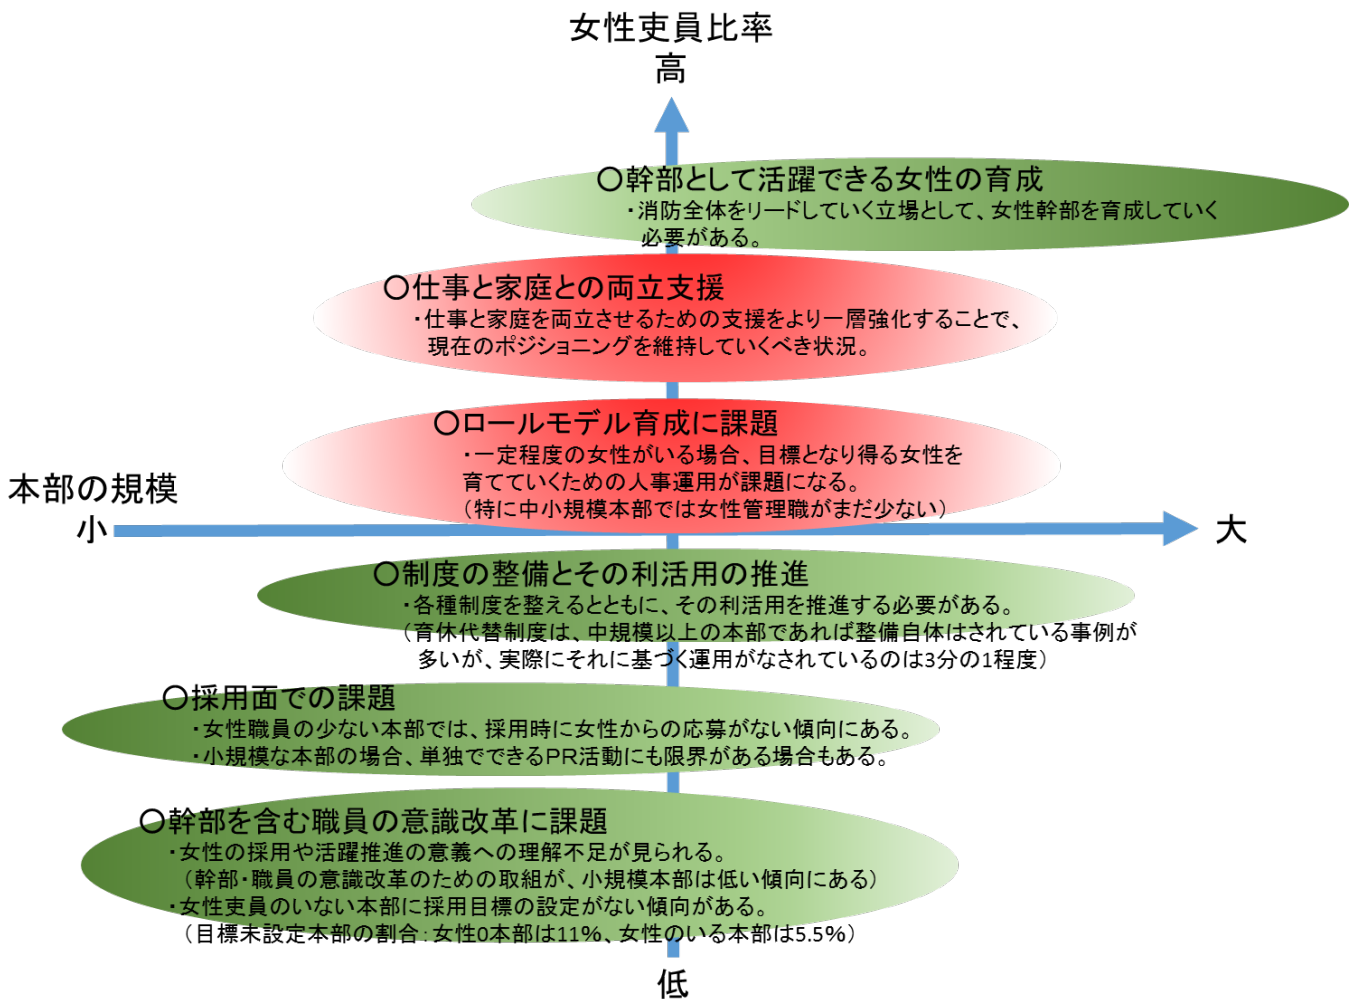 女性吏員比率
高
○幹部として活躍できる女性の育成
・消防全体をリードしていく立場として、女性幹部を育成していく
必要がある。
○仕事と家庭との両立支援
・仕事と家庭を両立させるための支援をより一層強化することで、
現在のポジショニングを維持していくべき状況。
○ロールモデル育成に課題
・一定程度の女性がいる場合、目標となり得る女性を
育てていくための人事運用が課題になる。
（特に中小規模本部では女性管理職がまだ少ない）
本部の規模
小
大
○制度の整備とその利活用の推進
・各種制度を整えるとともに、その利活用を推進する必要がある。
（育休代替制度は、中規模以上の本部であれば整備自体はされている事例が
多いが、実際にそれに基づく運用がなされているのは3分の1程度）
○採用面での課題
・女性職員の少ない本部では、採用時に女性からの応募がない傾向にある。
・小規模な本部の場合、単独でできるPR活動にも限界がある場合もある。
○幹部を含む職員の意識改革に課題
・女性の採用や活躍推進の意義への理解不足が見られる。
（幹部・職員の意識改革のための取組が、小規模本部は低い傾向にある）
・女性吏員のいない本部に採用目標の設定がない傾向がある。
（目標未設定本部の割合：女性0本部は11%、女性のいる本部は5.5%）
低